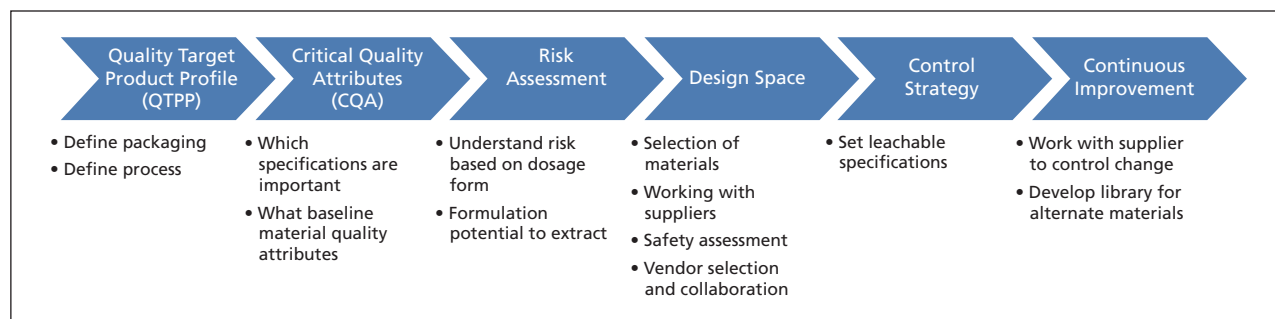 Quality Target
Product Profile
(QTPP)
Critical Quality
Attributes
(CQA)
Risk
Assessment
Design Space
Control
Strategy
Continuous
Improvement
• Define packaging
• Define process
• Which
specifications are
important
• What baseline
material quality
attributes
• Understand risk
based on dosage
form
• Formulation
potential to extract
• Selection of
materials
• Working with
suppliers
• Safety assessment
• Vendor selection
and collaboration
• Set leachable
specifications
• Work with supplier
to control change
• Develop library for
alternate materials